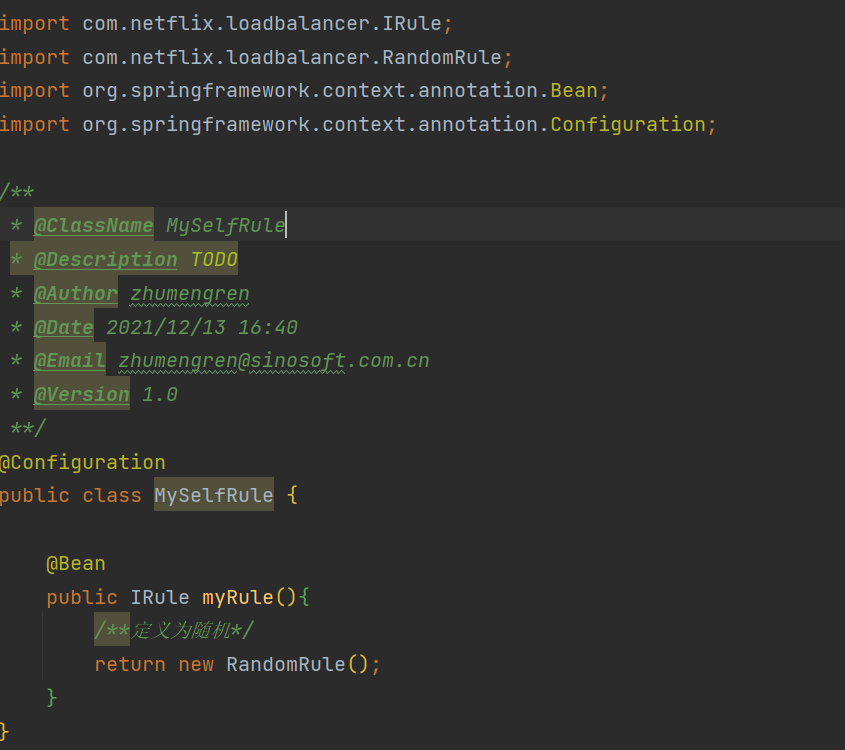 import com.netflix.loadbalancer.IRule;
import com.netflix.loadbalancer.RandomRule;
import org.springframework.context.annotation.Bean;
import org.springframework.context.annotation.Configuration;
/**
* @ClassName MySelfRule
* @Description TODO
* @Author zhumengren
* @Date 2021/12/13 16:40
* @Email zhumengren@sinosoft.com.cn
* @Version 1.0
**/
@Configuration
public class MySelfRule {
@Bean
public IRule myRule(){
/**定义为随机*/
return new RandomRule();
}
}